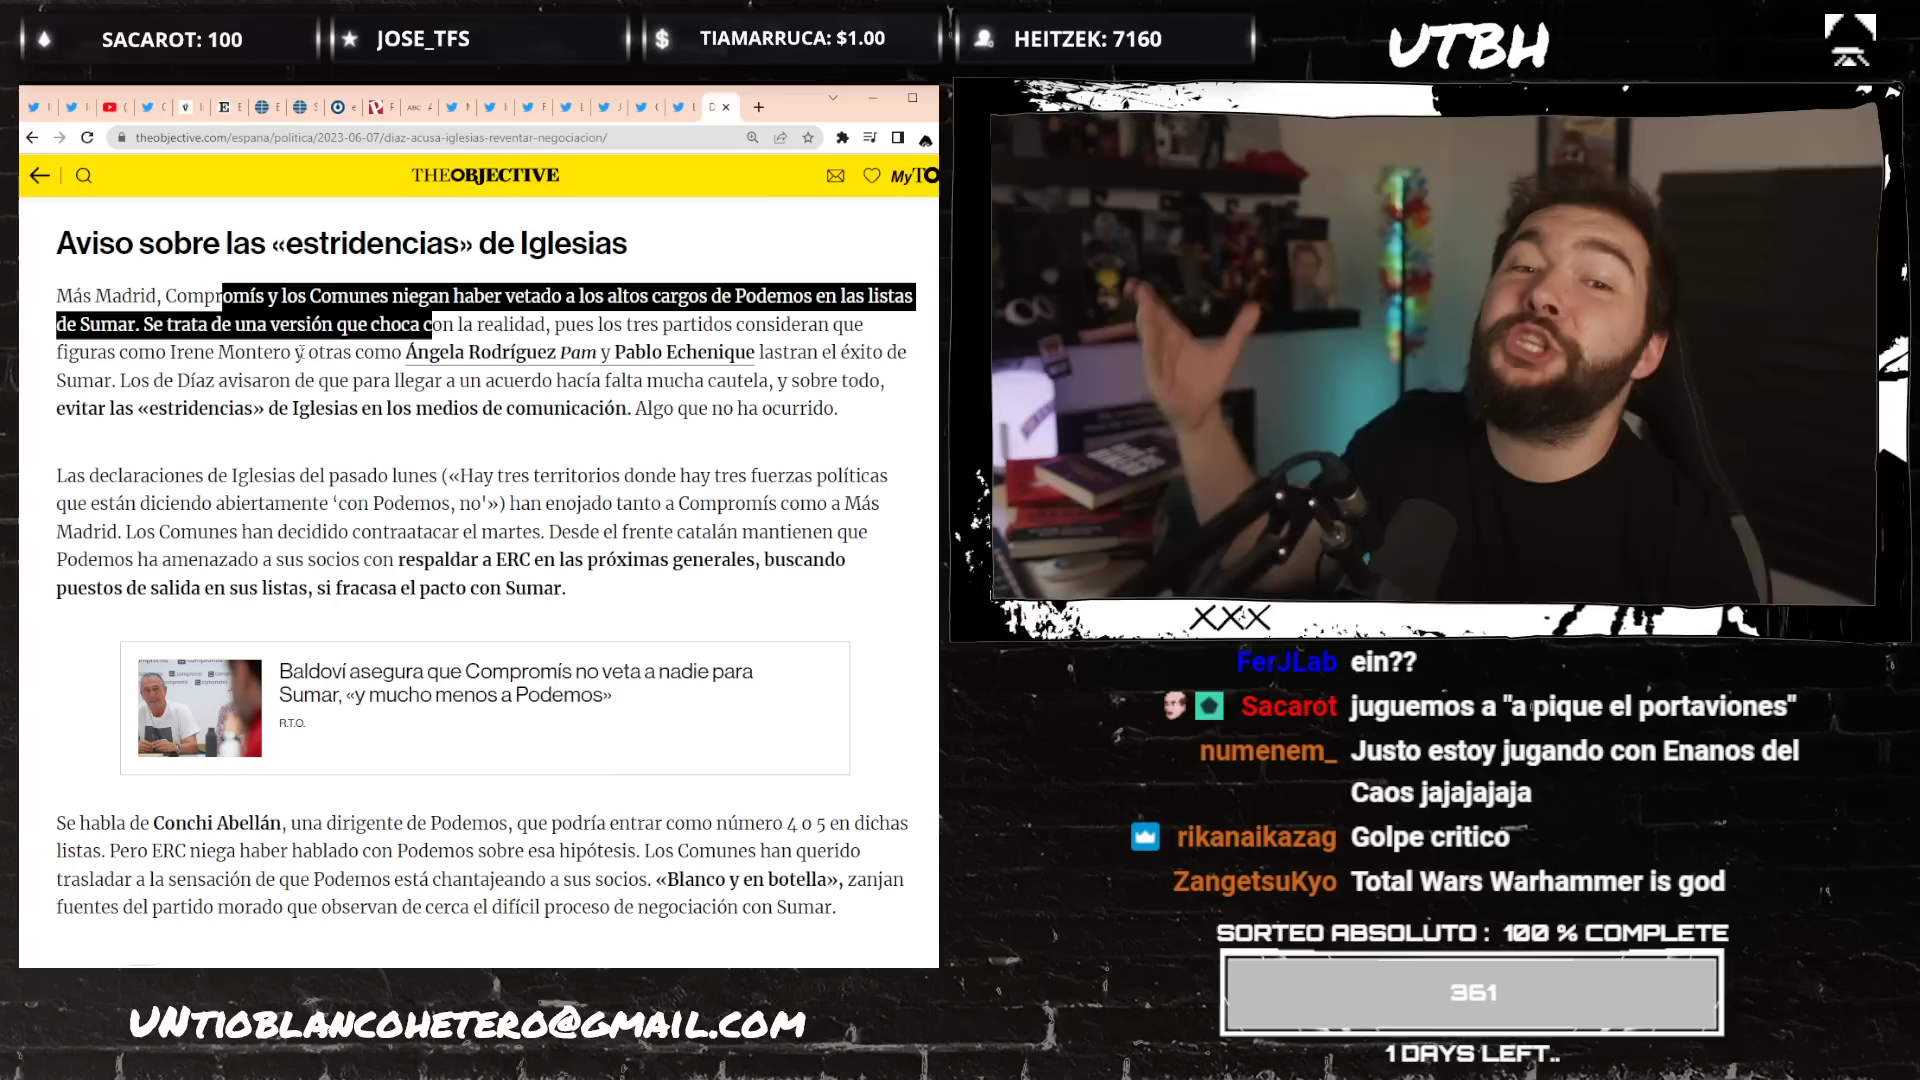 SACAROT: 100
JOSE_TFS
TIAMARRUCA: $1.00
HEITZEK: 7160
UTBH
theobjective.com/espana/politica/2023-06-07/diaz-acusa-iglesias-reventar-negociacion/
THEOBJECTIVE
MyTO
Aviso sobre las «estridencias» de Iglesias
Más Madrid, Compromís y los Comunes niegan haber vetado a los altos cargos de Podemos en las listas
de Sumar. Se trata de una versión que choca con la realidad, pues los tres partidos consideran que
figuras como Irene Montero y otras como Ángela Rodríguez Pam y Pablo Echenique lastran el éxito de
Sumar. Los de Díaz avisaron de que para llegar a un acuerdo hacía falta mucha cautela, y sobre todo,
evitar las «estridencias» de Iglesias en los medios de comunicación. Algo que no ha ocurrido.
Las declaraciones de Iglesias del pasado lunes («Hay tres territorios donde hay tres fuerzas políticas
que están diciendo abiertamente ‘con Podemos, no'») han enojado tanto a Compromís como a Más
Madrid. Los Comunes han decidido contraatacar el martes. Desde el frente catalán mantienen que
Podemos ha amenazado a sus socios con respaldar a ERC en las próximas generales, buscando
puestos de salida en sus listas, si fracasa el pacto con Sumar.
Baldoví asegura que Compromís no veta a nadie para
Sumar, «y mucho menos a Podemos»
R.T.O.
Se habla de Conchi Abellán, una dirigente de Podemos, que podría entrar como número 4 o 5 en dichas
listas. Pero ERC niega haber hablado con Podemos sobre esa hipótesis. Los Comunes han querido
trasladar a la sensación de que Podemos está chantajeando a sus socios. «Blanco y en botella», zanjan
fuentes del partido morado que observan de cerca el difícil proceso de negociación con Sumar.
XXX
FerJLab ein??
Sacarot juguemos a "a pique el portaviones"
numenem_ Justo estoy jugando con Enanos del
Caos jajajajaja
rikanaikazag Golpe critico
ZangetsuKyo Total Wars Warhammer is god
SORTEO ABSOLUTO : 100 % COMPLETE
361
1 DAYS LEFT..
UNTIOBLANCOHETERO@GMAIL.COM